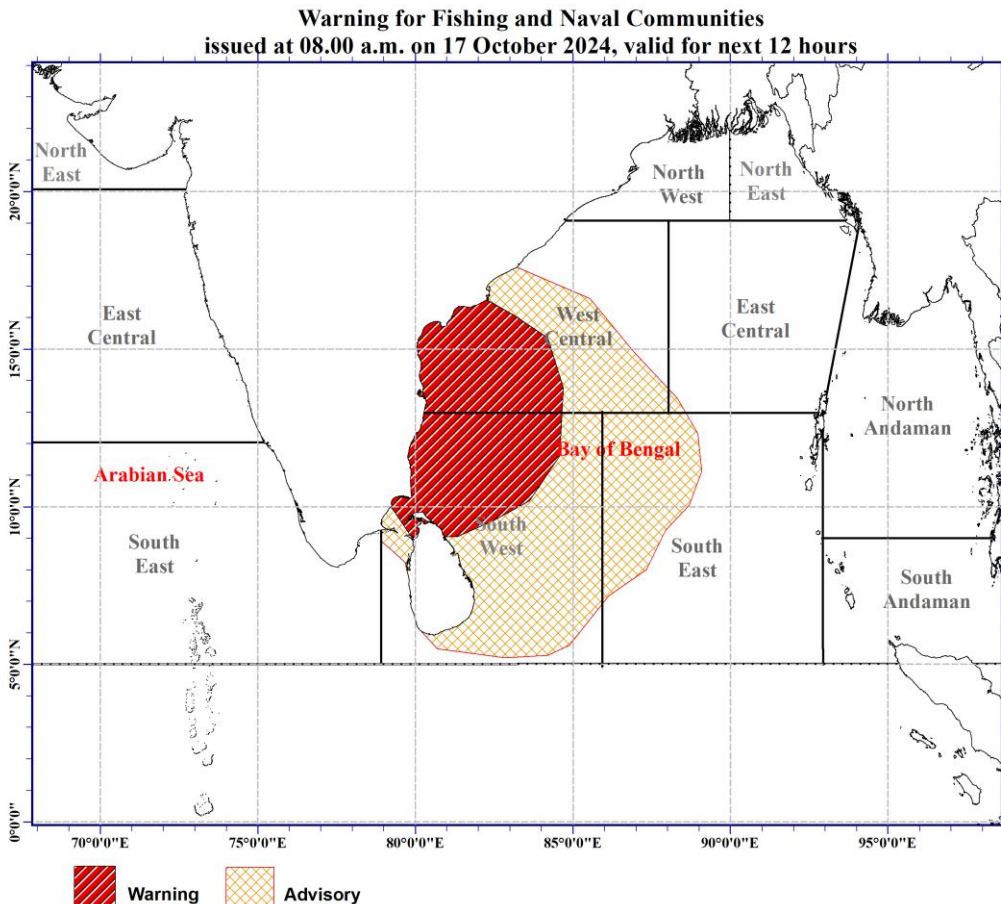 Warning for Fishing and Naval Communities
issued at 08.00 a.m. on 17 October 2024, valid for next 12 hours
North
East
North
West
North
East
20°0'0"N
East
Central
West
Central
East
Central
15°0'0"N
North
Andaman
Arabian Sea
Bay of Bengal
10°0'0"N
South
East
South
West
South
East
South
Andaman
5°0'0"N
0°0'0"
70°0'0"E
75°0'0"E
80°0'0"E
85°0'0"E
90°0'0"E
95°0'0"E
Warning
Advisory